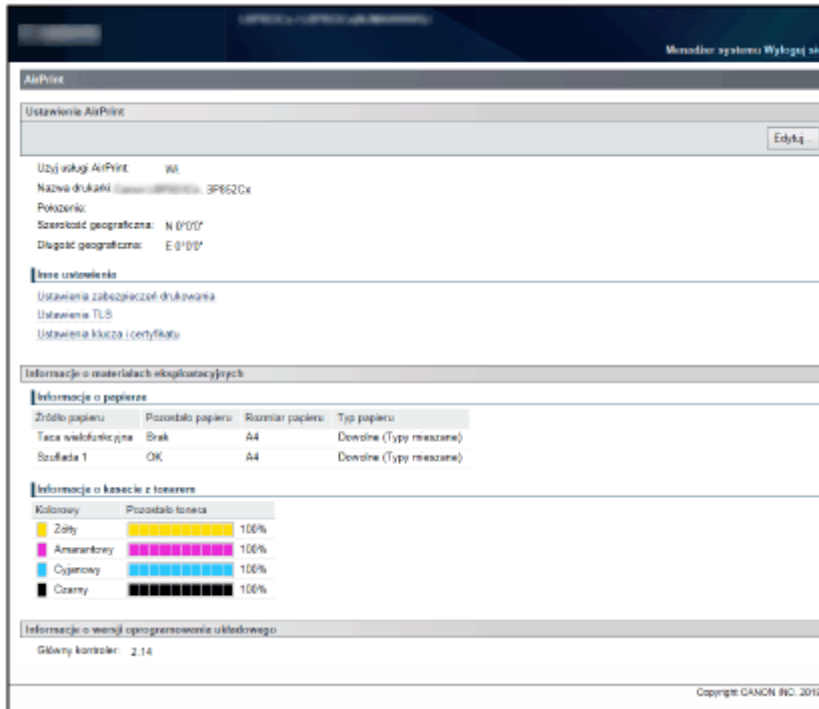 Menedżer systemu Wyloguj się
AirPrint
Ustawienia AirPrint
Edytuj...
Użyj usługi AirPrint: Wł.
Nazwa drukarki:
Położenie:
Szerokość geograficzna: N 0°0'0"
Długość geograficzna: E 0°0'0"
Inne ustawienia
Ustawienia zabezpieczeń drukowania
Ustawienia TLS
Ustawienia klucza i certyfikatu
Informacje o materiałach eksploatacyjnych
Informacje o papierze
Źródło papieru Pozostało papieru Rozmiar papieru Typ papieru
Taca wielofunkcyjna Brak A4 Dowolne (Typy mieszane)
Szuflada 1 OK A4 Dowolne (Typy mieszane)
Informacje o kasecie z tonerem
Kolorowy Pozostało tonera
Żółty 100%
Amarantowy 100%
Cyjanowy 100%
Czarny 100%
Informacje o wersji oprogramowania układowego
Główny kontroler: 2.14
Copyright CANON INC.